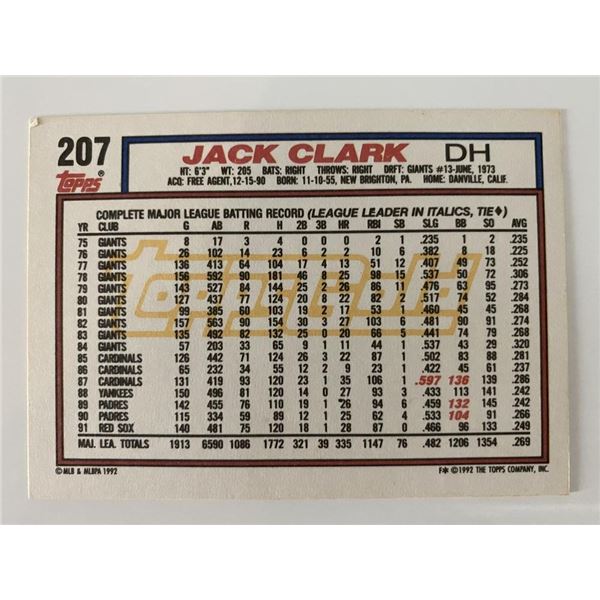 207 JACK CLARK DH
Topps®
HT: 6'3" WT: 205 BATS: RIGHT THROWS: RIGHT DRFT: GIANTS #13-JUNE, 1973
ACQ: FREE AGENT,12-15-90 BORN: 11-10-55, NEW BRIGHTON, PA. HOME: DANVILLE, CALIF.
COMPLETE MAJOR LEAGUE BATTING RECORD (LEAGUE LEADER IN ITALICS, TIE♦)
YR CLUB G AB R H 2B 3B HR RBI SB SLG BB SO AVG
75 GIANTS 8 17 3 4 0 0 0 2 1 .235 1 2 .235
76 GIANTS 26 102 14 23 6 2 2 10 6 .382 8 18 .225
77 GIANTS 136 413 64 104 17 4 13 51 12 .407 49 73 .252
78 GIANTS 156 592 90 181 46 8 25 98 15 .537 50 72 .306
79 GIANTS 143 527 84 144 25 2 26 86 11 .476 63 95 .273
80 GIANTS 127 437 77 124 20 8 22 82 2 .517 74 52 .284
81 GIANTS 99 385 60 103 19 2 17 53 1 .460 45 45 .268
82 GIANTS 157 563 90 154 30 3 27 103 6 .481 90 91 .274
83 GIANTS 135 492 82 132 25 0 20 66 5 .441 74 79 .268
84 GIANTS 57 203 33 65 9 1 11 44 1 .537 43 29 .320
85 CARDINALS 126 442 71 124 26 3 22 87 1 .502 83 88 .281
86 CARDINALS 65 232 34 55 12 2 9 23 1 .422 45 61 .237
87 CARDINALS 131 419 93 120 23 1 35 106 1 .597 136 139 .286
88 YANKEES 150 496 81 120 14 0 27 93 3 .433 113 141 .242
89 PADRES 142 455 76 110 19 1 26 94 6 .459 132 145 .242
90 PADRES 115 334 59 89 12 1 25 62 4 .533 104 91 .266
91 RED SOX 140 481 75 120 18 1 28 87 0 .466 96 133 .249
MAJ. LEA. TOTALS 1913 6590 1086 1772 321 39 335 1147 76 .482 1206 1354 .269
ToppsGold
©MLB & MLBPA 1992 F✱ ©1992 THE TOPPS COMPANY, INC.